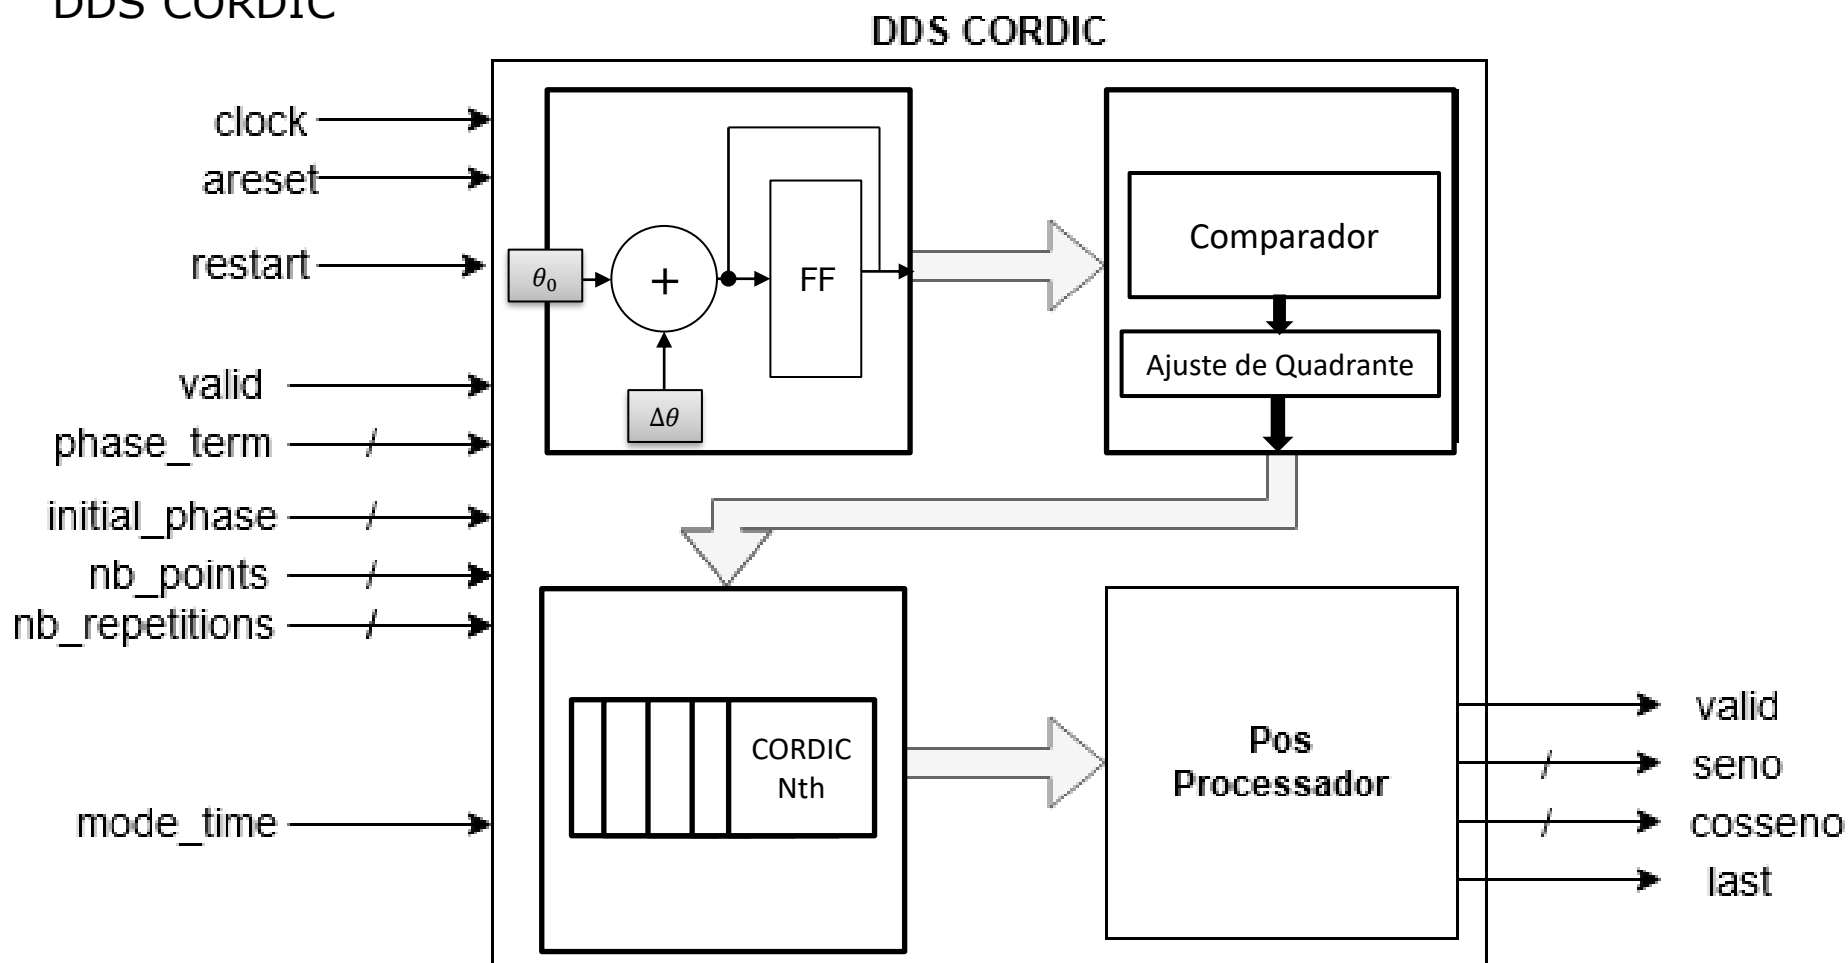 DDS CORDIC
DDS CORDIC
clock
areset
restart
valid
phase_term
initial_phase
nb_points
nb_repetitions
mode_time
θ₀
+
FF
Δθ
Comparador
Ajuste de Quadrante
CORDIC
Nth
Pos
Processador
valid
seno
cosseno
last